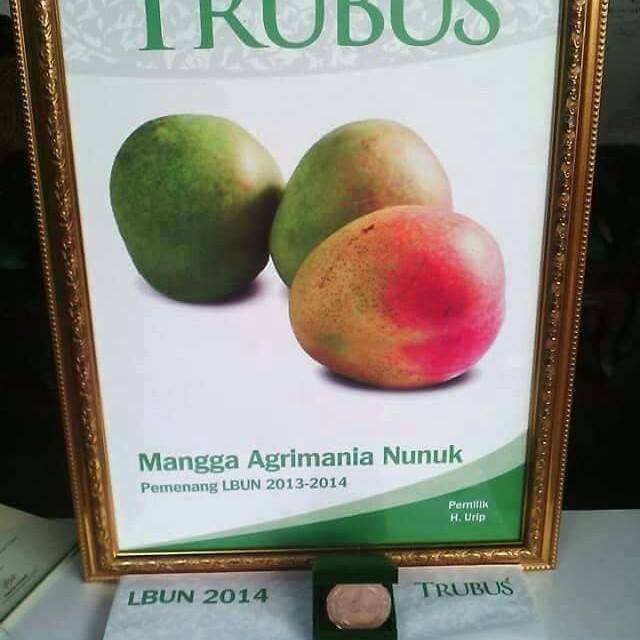 TRUBUS
Mangga Agrimania Nunuk
Pemenang LBUN 2013-2014
Pemilik
H. Urip
LBUN 2014
TRUBUS